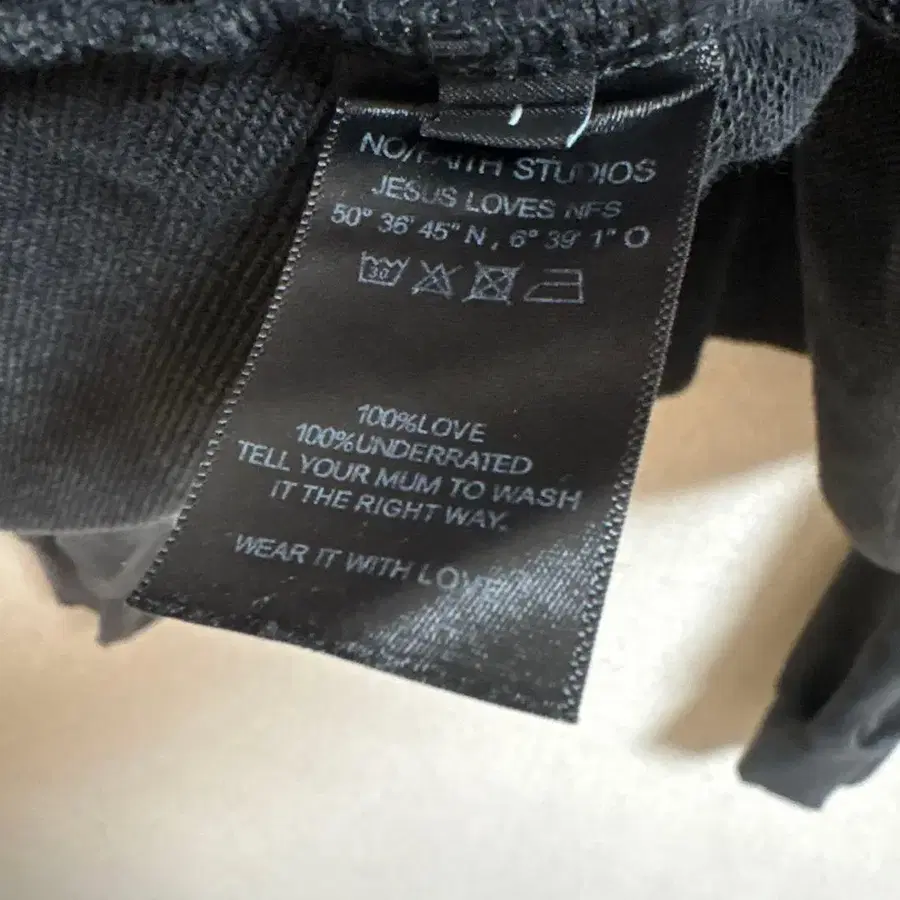 NO/FAITH STUDIOS
JESUS LOVES NFS
50° 36' 45" N , 6° 39' 1" O
30
100%LOVE
100%UNDERRATED
TELL YOUR MUM TO WASH
IT THE RIGHT WAY.
WEAR IT WITH LOVE